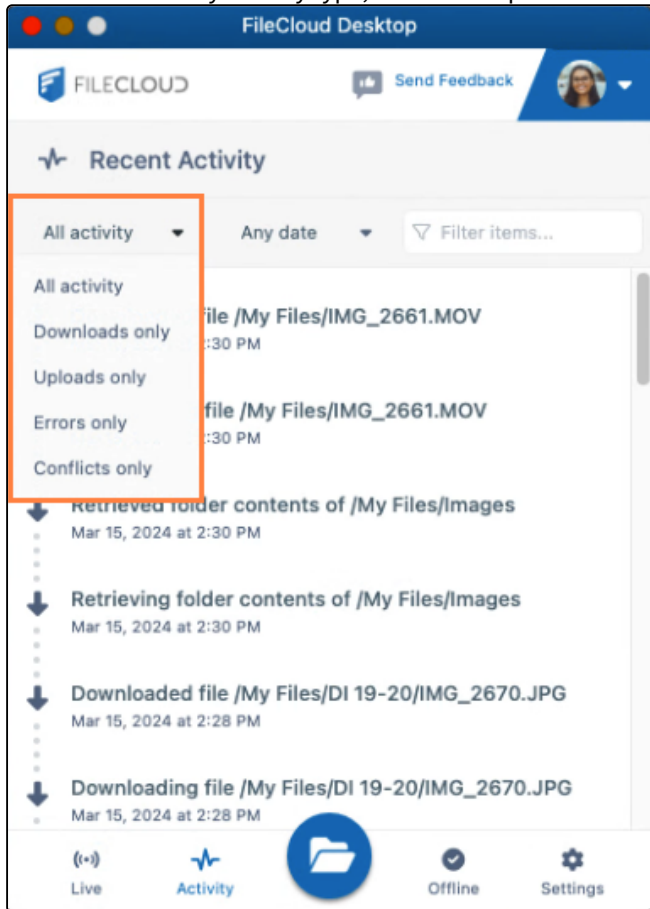 FileCloud Desktop
FILECLOUD
Send Feedback
Recent Activity
All activity
Any date
Filter items...
All activity
Downloads only
Uploads only
Errors only
Conflicts only
file /My Files/IMG_2661.MOV
:30 PM
file /My Files/IMG_2661.MOV
:30 PM
Retrieved folder contents of /My Files/Images
Mar 15, 2024 at 2:30 PM
Retrieving folder contents of /My Files/Images
Mar 15, 2024 at 2:30 PM
Downloaded file /My Files/DI 19-20/IMG_2670.JPG
Mar 15, 2024 at 2:28 PM
Downloading file /My Files/DI 19-20/IMG_2670.JPG
Mar 15, 2024 at 2:28 PM
Live
Activity
Offline
Settings